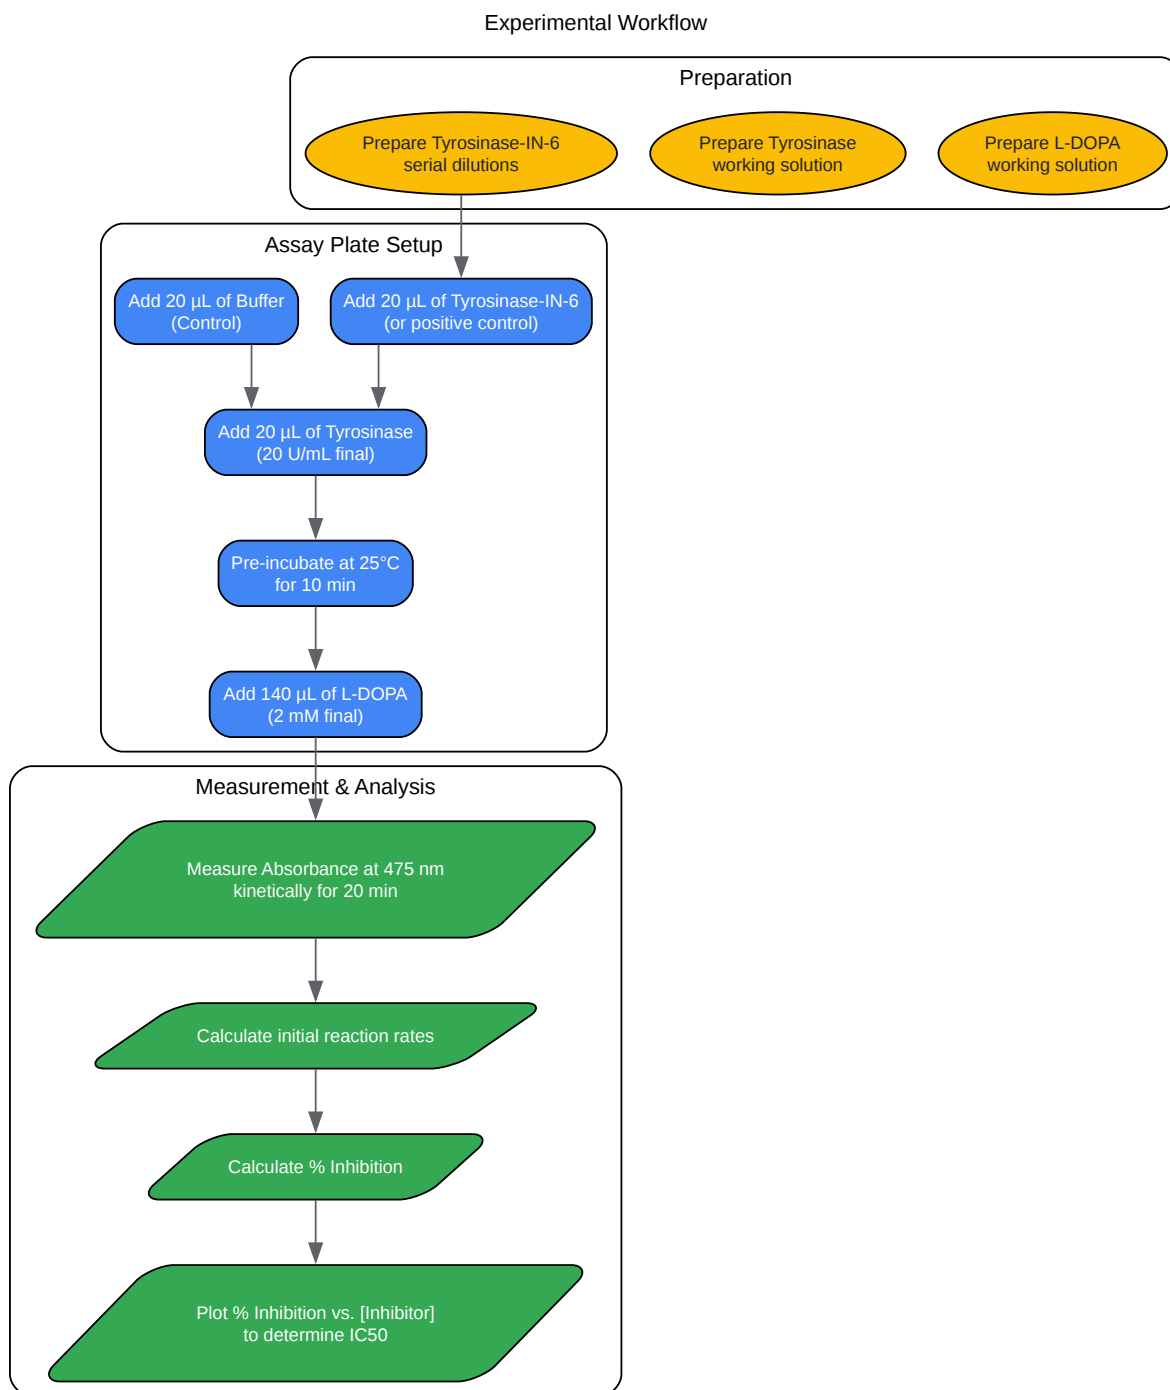 Experimental Workflow
Preparation
Prepare Tyrosinase-IN-6
serial dilutions
Prepare Tyrosinase
working solution
Prepare L-DOPA
working solution
Assay Plate Setup
Add 20 µL of Buffer
(Control)
Add 20 µL of Tyrosinase-IN-6
(or positive control)
Add 20 µL of Tyrosinase
(20 U/mL final)
Pre-incubate at 25°C
for 10 min
Add 140 µL of L-DOPA
(2 mM final)
Measurement & Analysis
Measure Absorbance at 475 nm
kinetically for 20 min
Calculate initial reaction rates
Calculate % Inhibition
Plot % Inhibition vs. [Inhibitor]
to determine IC50